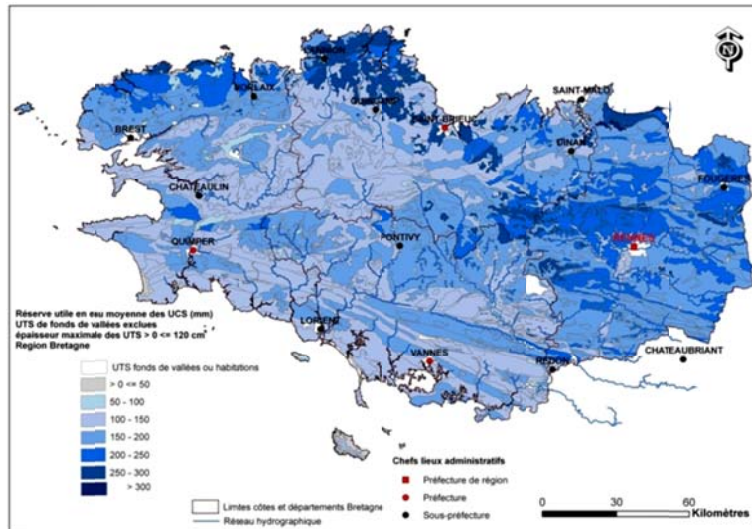 N
LANNION
MORLAIX
GUINGAMP
SAINT-BRIEUC
SAINT-MALO
BREST
DINAN
FOUGERES
CHATEAULIN
RENNES
QUIMPER
PONTIVY
LORIENT
VANNES
REDON
CHATEAUBRIANT
Réserve utile en eau moyenne des UCS (mm)
UTS de fonds de vallées exclues
épaisseur maximale des UTS > 0 <= 120 cm
Region Bretagne
UTS fonds de vallées ou habitations
> 0 <= 50
50 - 100
100 - 150
150 - 200
200 - 250
250 - 300
> 300
Limtes côtes et départements Bretagne
Réseau hydrographique
Chefs lieux administratifs
Préfecture de région
Préfecture
Sous-préfecture
0 30 60
Kilomètres